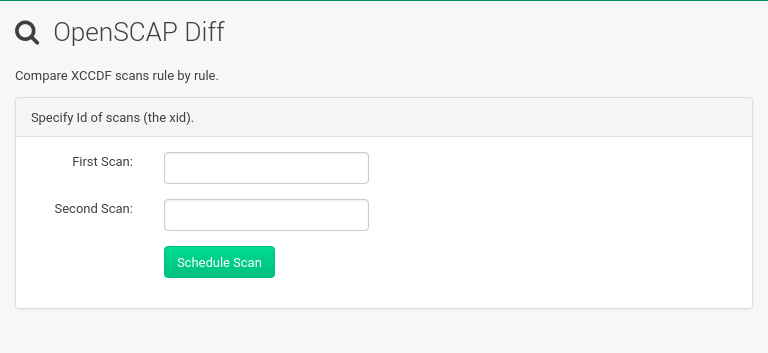 OpenSCAP Diff
Compare XCCDF scans rule by rule.
Specify Id of scans (the xid).
First Scan:
Second Scan:
Schedule Scan